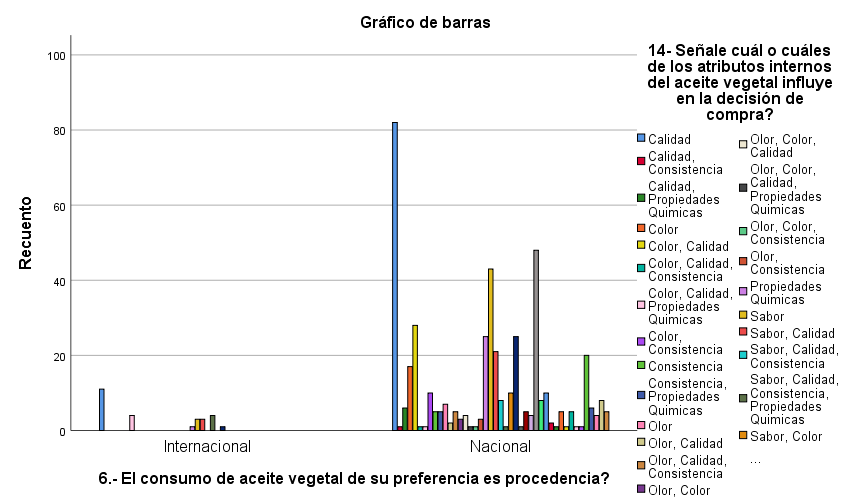 Gráfico de barras
100
80
60
40
20
0
Recuento
Internacional
Nacional
6.- El consumo de aceite vegetal de su preferencia es procedencia?
14- Señale cuál o cuáles
de los atributos internos
del aceite vegetal influye
en la decisión de
compra?
Calidad
Calidad,
Consistencia
Calidad,
Propiedades
Quimicas
Color
Color, Calidad
Color, Calidad,
Consistencia
Color, Calidad,
Propiedades
Quimicas
Color,
Consistencia
Consistencia
Consistencia,
Propiedades
Quimicas
Olor
Olor, Calidad
Olor, Calidad,
Consistencia
Olor, Color
Olor, Color,
Calidad
Olor, Color,
Calidad,
Propiedades
Quimicas
Olor, Color,
Consistencia
Olor,
Consistencia
Propiedades
Quimicas
Sabor
Sabor, Calidad
Sabor, Calidad,
Consistencia
Sabor, Calidad,
Consistencia,
Propiedades
Quimicas
Sabor, Color
...